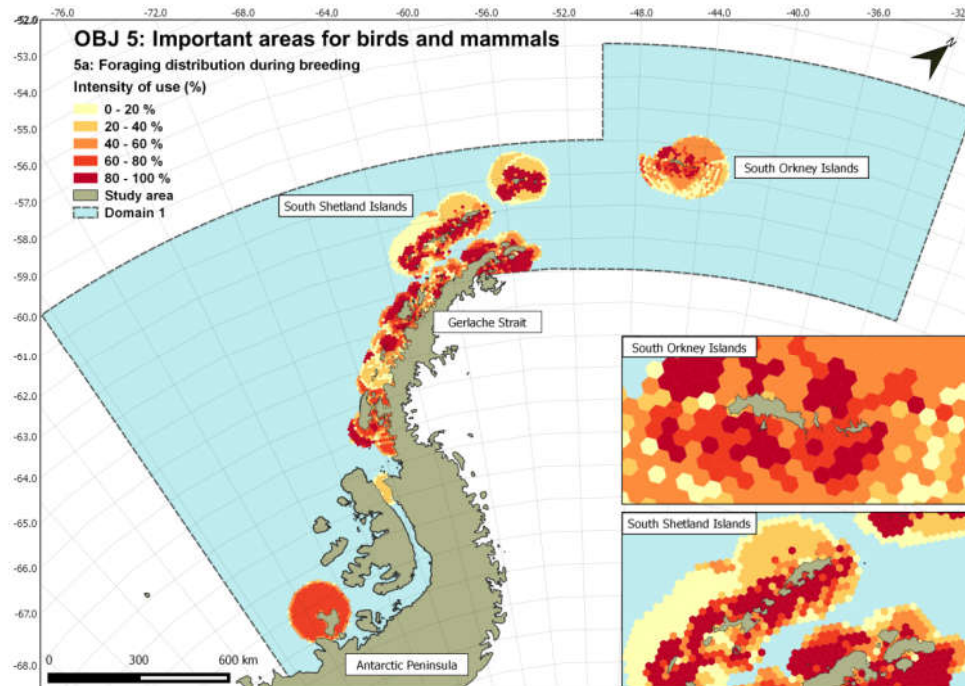 -52.0 -76.0 -72.0 -68.0 -64.0 -60.0 -56.0 -52.0 -48.0 -44.0 -40.0 -36.0
OBJ 5: Important areas for birds and mammals
5a: Foraging distribution during breeding
Intensity of use (%)
0 - 20 %
20 - 40 %
40 - 60 %
60 - 80 %
80 - 100 %
Study area
Domain 1
N
-53.0
-54.0
-55.0
-56.0
-57.0
-58.0
-59.0
-60.0
-61.0
-62.0
-63.0
-64.0
-65.0
-66.0
-67.0
-68.0
South Orkney Islands
South Shetland Islands
Gerlache Strait
South Orkney Islands
South Shetland Islands
Antarctic Peninsula
0 300 600 km